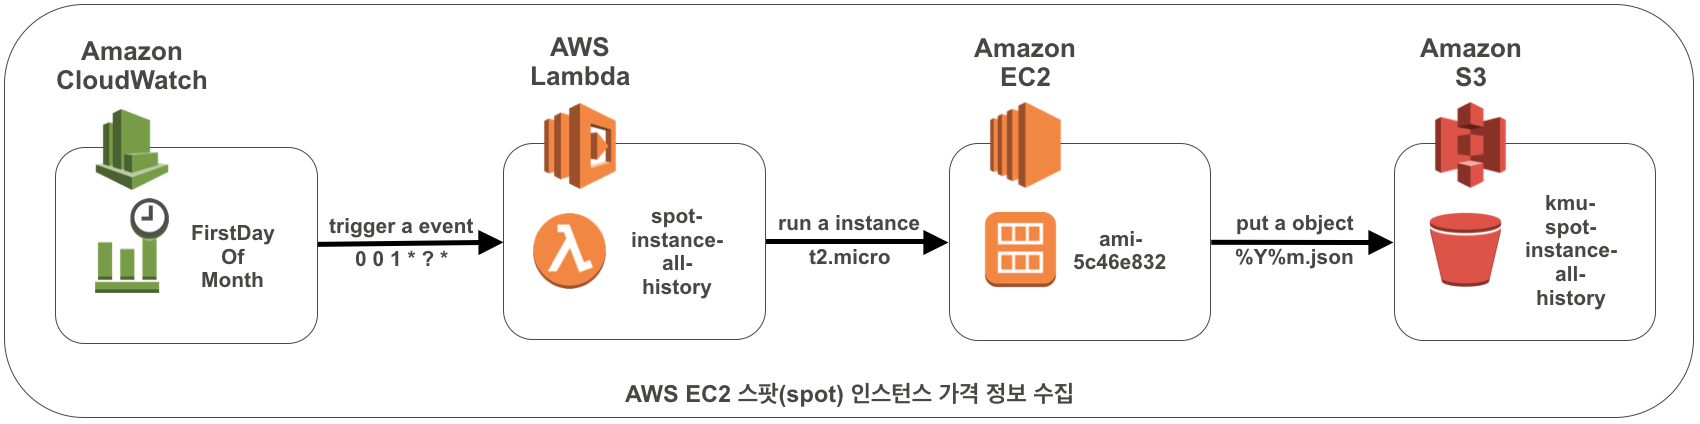 Amazon
CloudWatch
FirstDay
Of
Month
trigger a event
0 0 1 * ? *
AWS
Lambda
spot-
instance-
all-
history
run a instance
t2.micro
Amazon
EC2
ami-
5c46e832
put a object
%Y%m.json
Amazon
S3
kmu-
spot-
instance-
all-
history
AWS EC2 스팟(spot) 인스턴스 가격 정보 수집